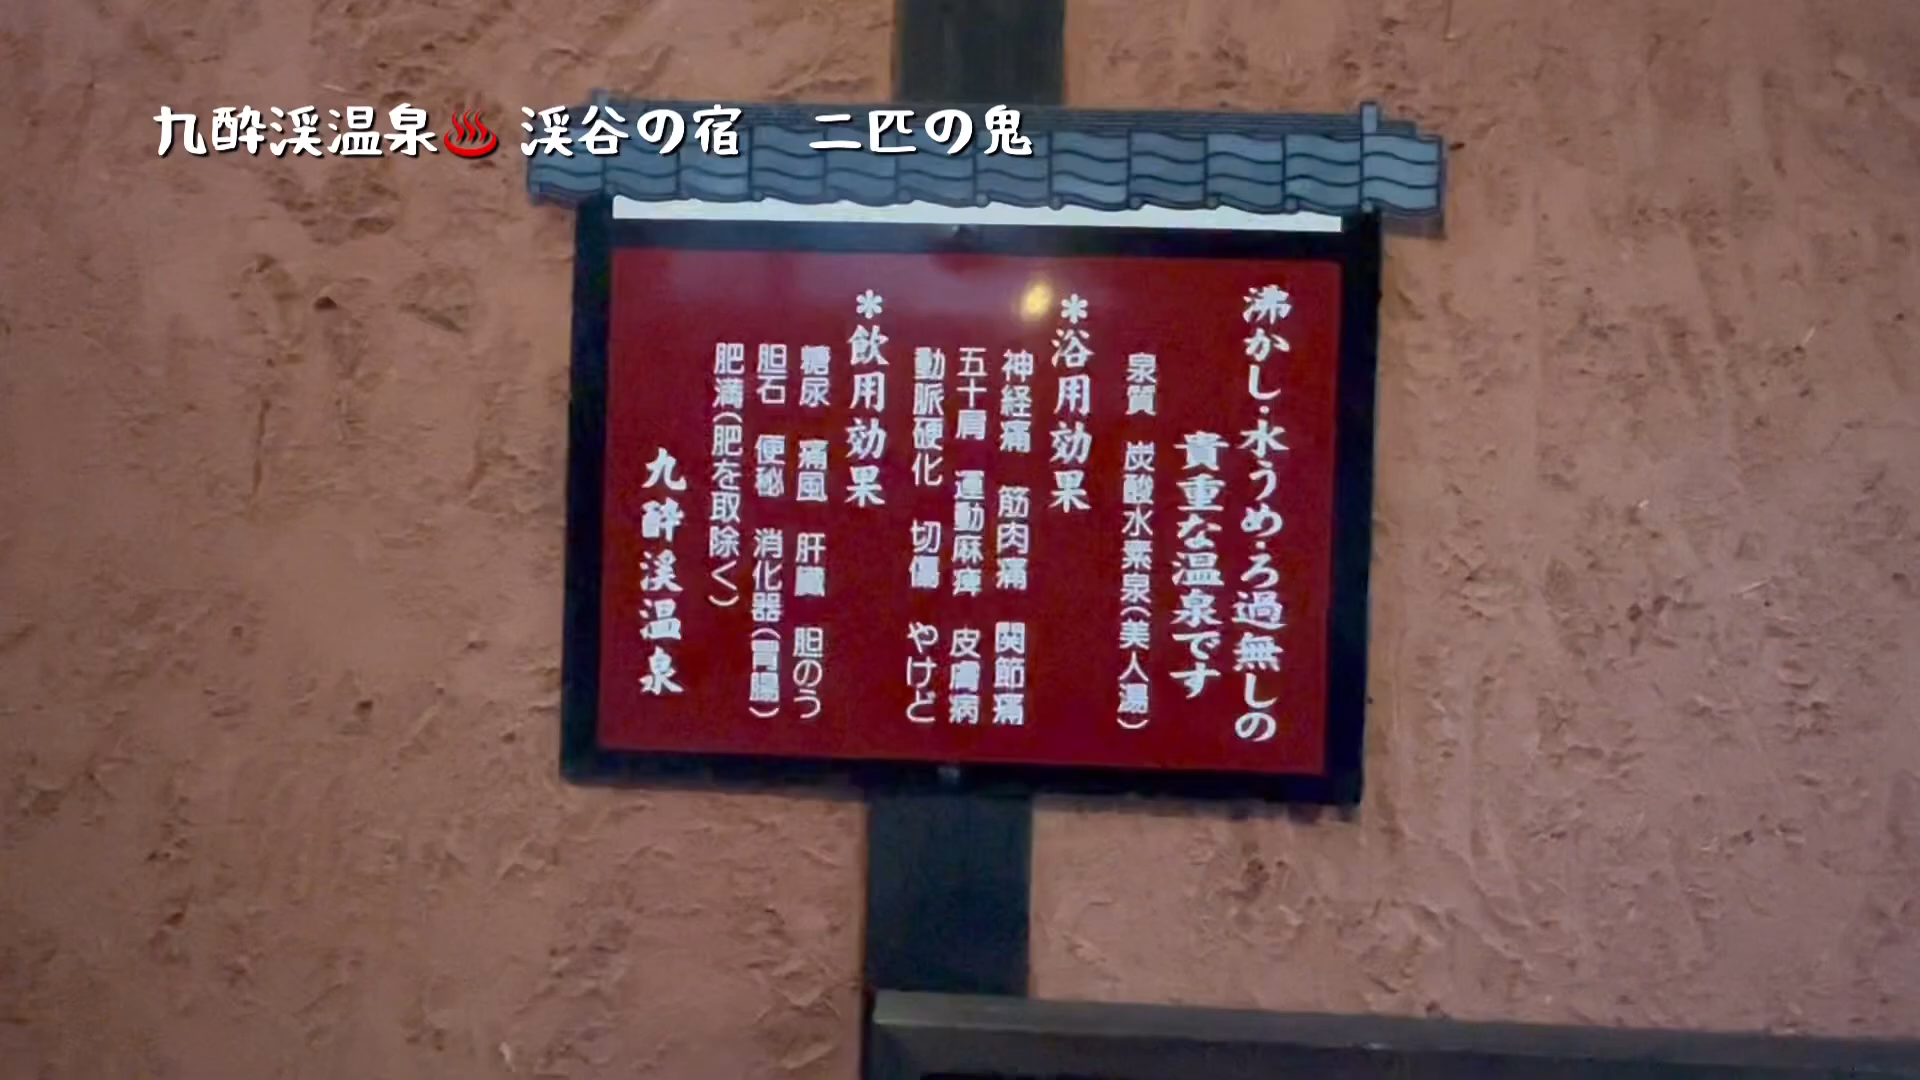 九酔渓温泉♨️ 渓谷の宿　二匹の鬼
沸かし・水うめ・ろ過無しの
貴重な温泉です
泉質　炭酸水素泉(美人湯)
＊浴用効果
神経痛　筋肉痛　関節痛
五十肩　運動麻痺　皮膚病
動脈硬化　切傷　やけど
＊飲用効果
糖尿　痛風　肝臓　胆のう
胆石　便秘　消化器(胃腸)
肥満(肥を取除く)
九酔渓温泉